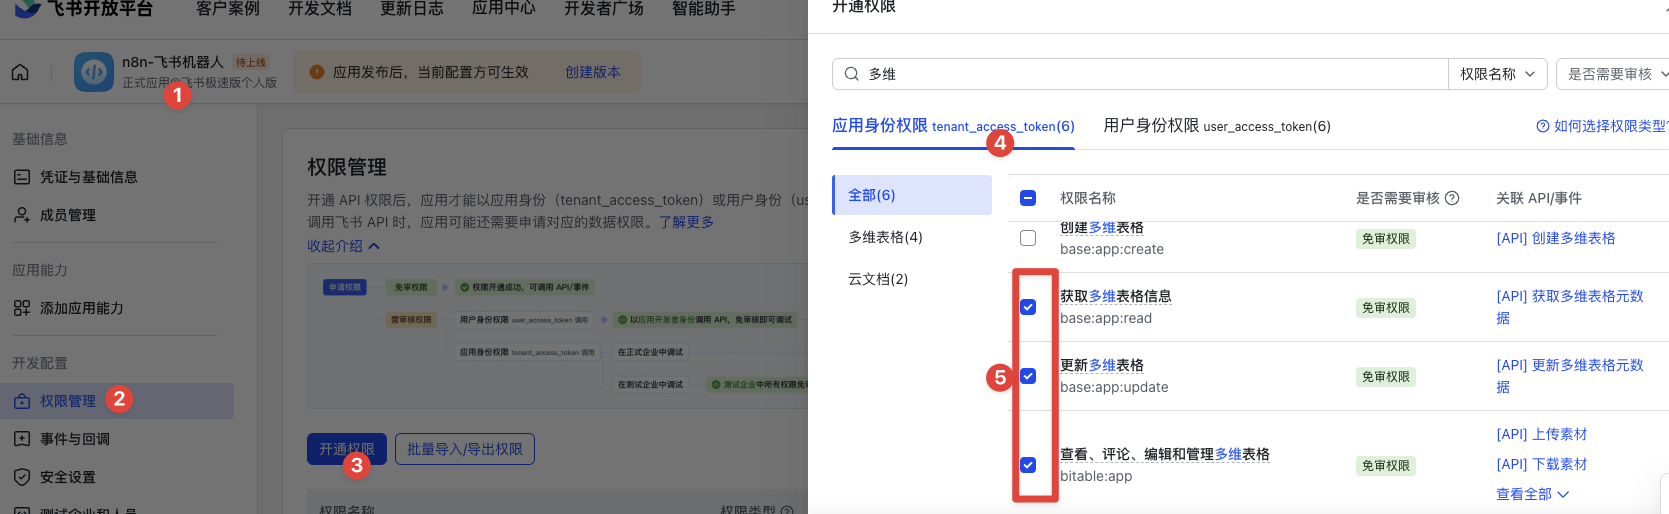 飞书开放平台
客户案例
开发文档
更新日志
应用中心
开发者广场
智能助手
n8n-飞书机器人
待上线
正式应用@飞书极速版个人版
应用发布后，当前配置方可生效
创建版本
1
基础信息
凭证与基础信息
成员管理
应用能力
添加应用能力
开发配置
权限管理
2
事件与回调
安全设置
测试企业和人员
权限管理
开通 API 权限后，应用才能以应用身份（tenant_access_token）或用户身份（us
调用飞书 API 时，应用可能还需要申请对应的数据权限。了解更多
收起介绍
申请权限
免审权限
权限开通成功，可调用 API/事件
需审核权限
用户身份权限 user_access_token 调用
以应用开发者身份调用 API，免审核即可调试
应用身份权限 tenant_access_token 调用
在正式企业中调试
在测试企业中调试
测试企业中所有权限免审
开通权限
批量导入/导出权限
3
权限名称
权限类型
开通权限
多维
权限名称
是否需要审核
应用身份权限 tenant_access_token(6)
用户身份权限 user_access_token(6)
如何选择权限类型?
4
全部(6)
多维表格(4)
云文档(2)
权限名称
是否需要审核
关联 API/事件
创建多维表格
base:app:create
免审权限
[API] 创建多维表格
获取多维表格信息
base:app:read
免审权限
[API] 获取多维表格元数
据
5
更新多维表格
base:app:update
免审权限
[API] 更新多维表格元数
据
查看、评论、编辑和管理多维表格
bitable:app
免审权限
[API] 上传素材
[API] 下载素材
查看全部